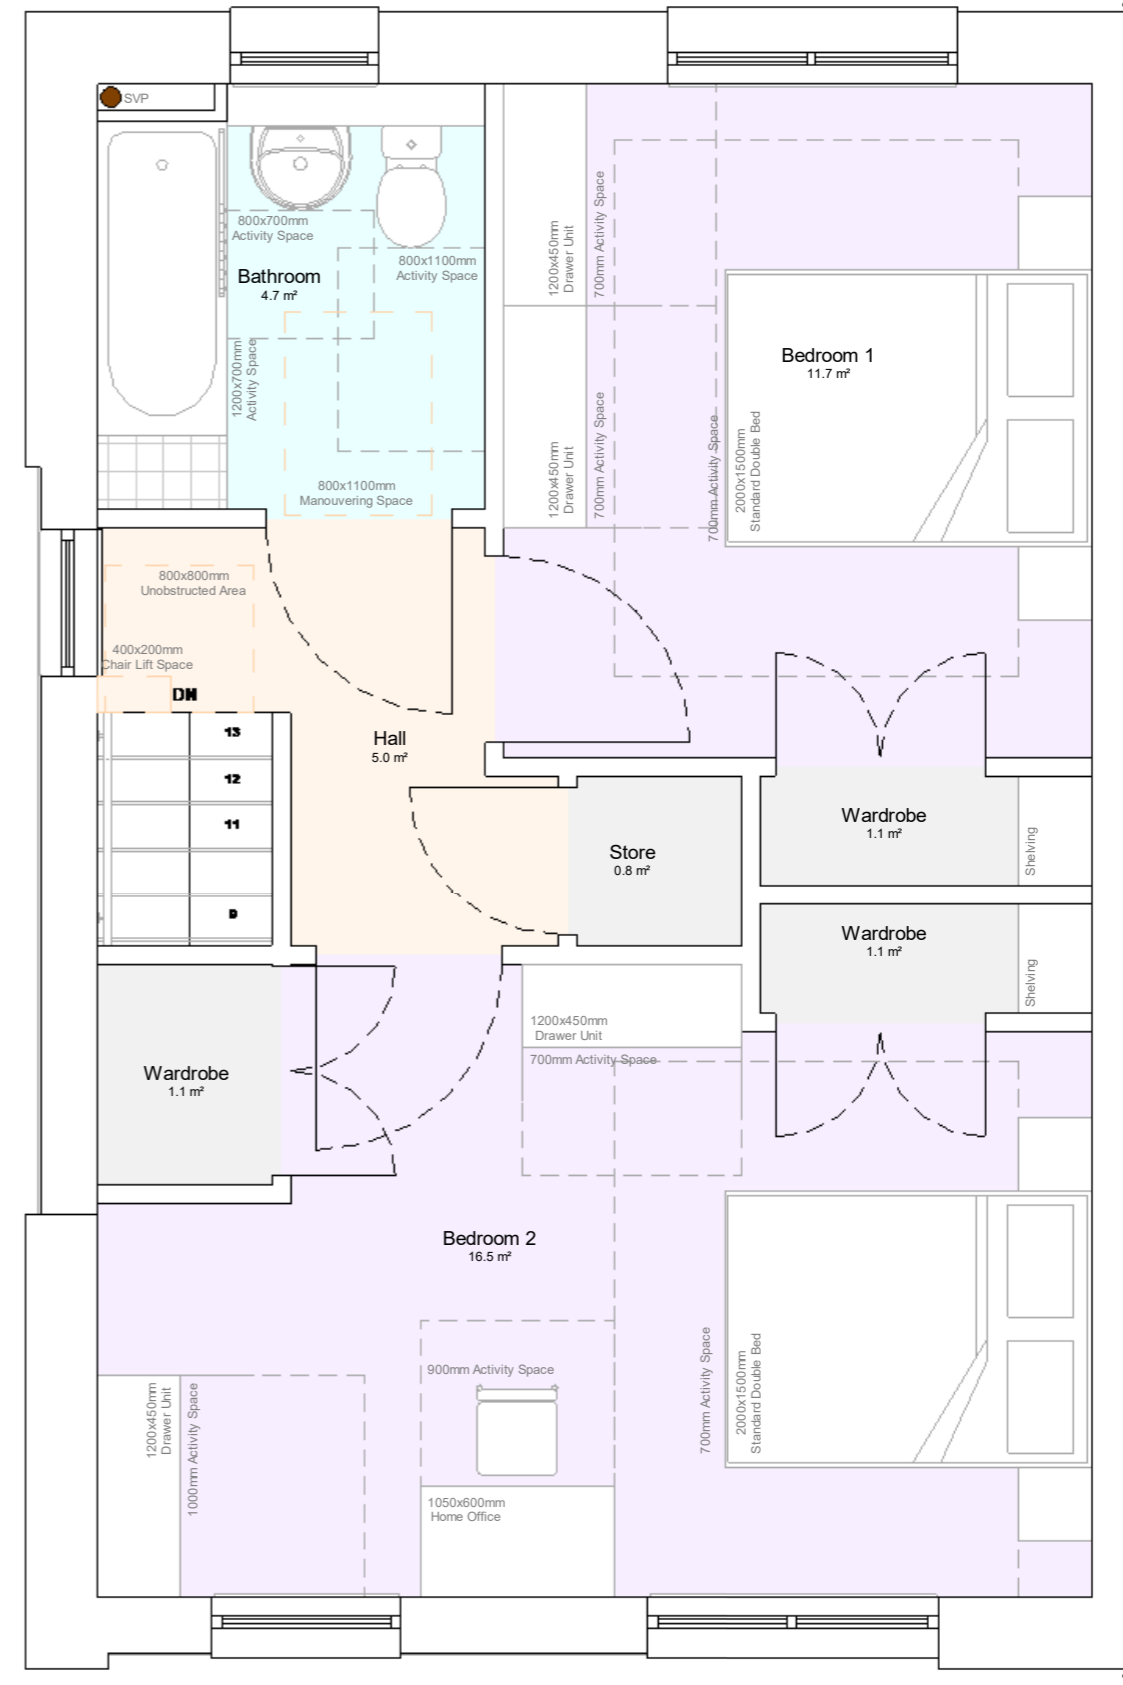 SVP
800x700mm
Activity Space
800x1100mm
Activity Space
Bathroom
4.7 m²
1200x700mm
Activity Space
800x1100mm
Manouvering Space
1200x450mm
Drawer Unit
700mm Activity Space
1200x450mm
Drawer Unit
700mm Activity Space
700mm Activity Space
2000x1500mm
Standard Double Bed
Bedroom 1
11.7 m²
800x800mm
Unobstructed Area
400x200mm
Chair Lift Space
DN
13
12
11
9
Hall
5.0 m²
Store
0.8 m²
Wardrobe
1.1 m²
Shelving
Wardrobe
1.1 m²
Shelving
Wardrobe
1.1 m²
1200x450mm
Drawer Unit
700mm Activity Space
Bedroom 2
16.5 m²
900mm Activity Space
1050x600mm
Home Office
1200x450mm
Drawer Unit
1000mm Activity Space
700mm Activity Space
2000x1500mm
Standard Double Bed